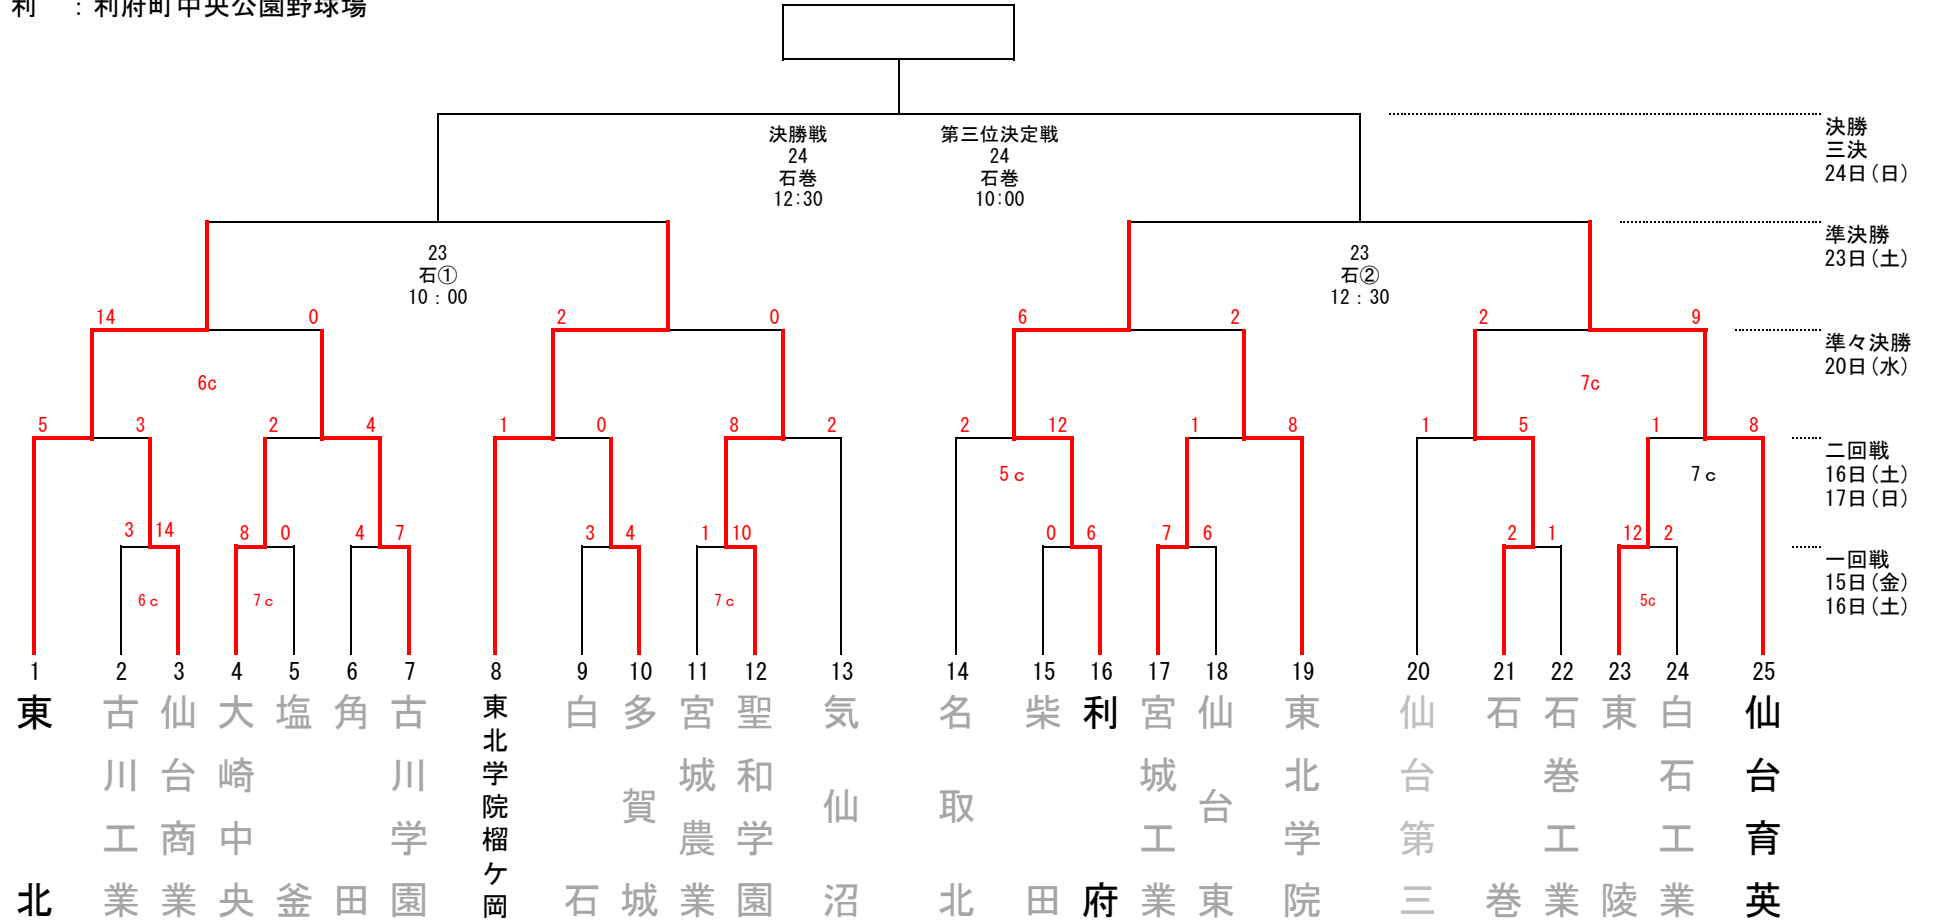 利　：利府町中央公園野球場
決勝戦
24
石巻
12:30
第三位決定戦
24
石巻
10:00
決勝
三決
24日(日)
23
石①
10：00
23
石②
12：30
準決勝
23日(土)
14 0 2 0 6 2 2 9
準々決勝
20日(水)
6c 7c
5 3 2 4 1 0 8 2 2 12 1 8 1 5 1 8
二回戦
16日(土)
17日(日)
5c 7c
3 14 8 0 4 7 3 4 1 10 0 6 7 6 2 1 12 2
一回戦
15日(金)
16日(土)
6c 7c 7c 5c
1 2 3 4 5 6 7 8 9 10 11 12 13 14 15 16 17 18 19 20 21 22 23 24 25
東北
古川工業
仙台商業
大崎中央
塩釜
角田
古川学園
東北学院榴ケ岡
白石
多賀城
宮城農業
聖和学園
気仙沼
名取北
柴田
利府
宮城工業
仙台東
東北学院
仙台第三
石巻
石巻工業
東陵
白石工業
仙台育英